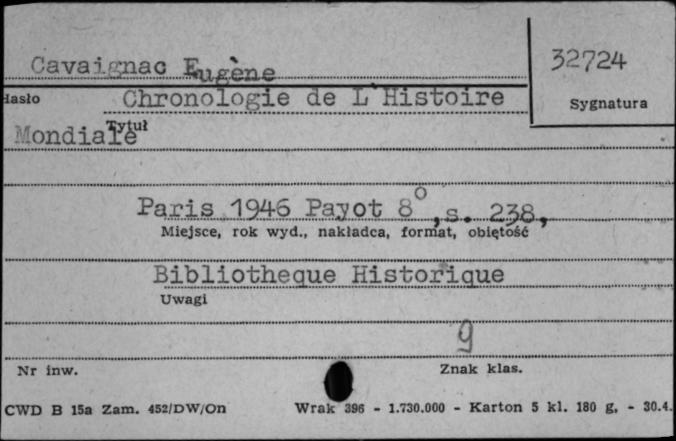 Cavaignac Eugène
32724
Hasło
Chronologie de L'Histoire
Sygnatura
Mondiale
Tytuł
Paris 1946 Payot 8°, s. 238,
Miejsce, rok wyd., nakładca, format, objętość
Bibliotheque Historique
Uwagi
9
Nr inw.
Znak klas.
CWD B 15a Zam. 452/DW/On Wrak 396 - 1.730.000 - Karton 5 kl. 180 g, - 30.4.